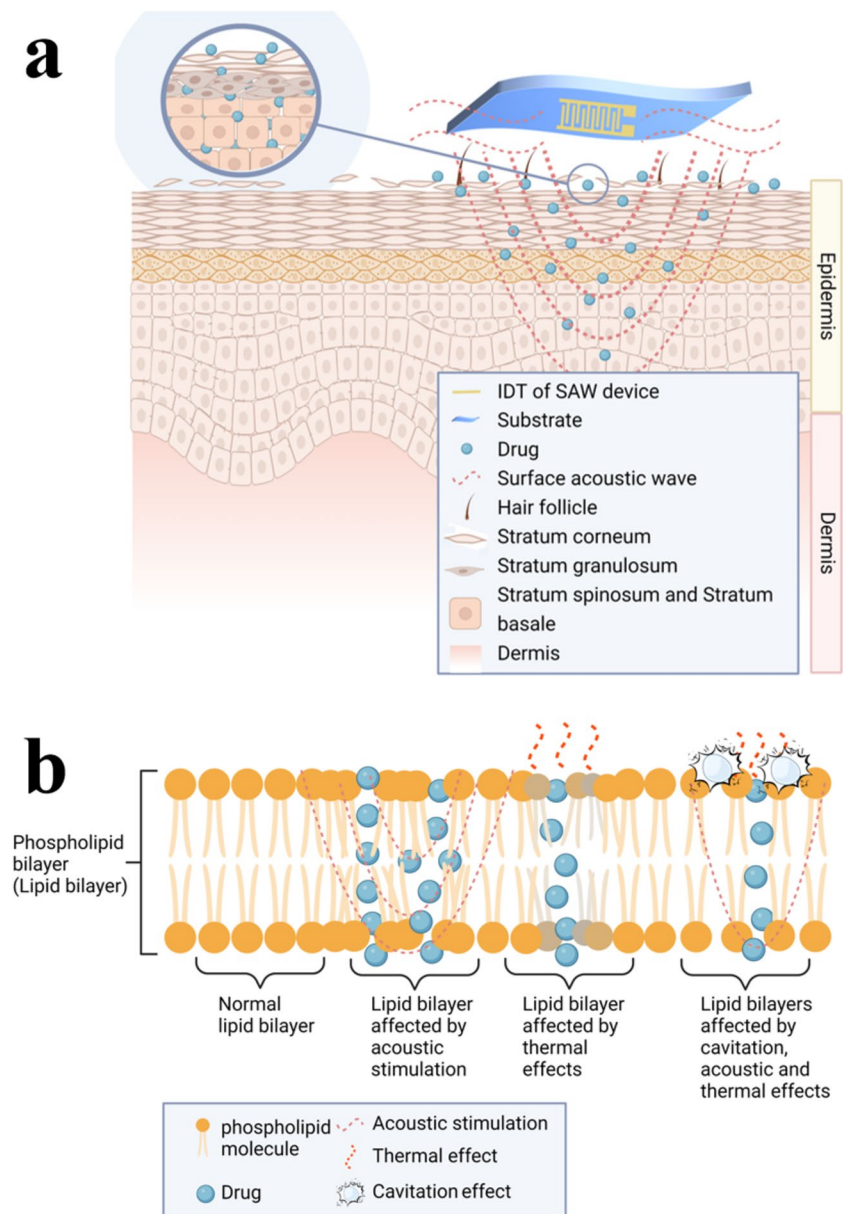 a
Epidermis
Dermis
IDT of SAW device
Substrate
Drug
Surface acoustic wave
Hair follicle
Stratum corneum
Stratum granulosum
Stratum spinosum and Stratum
basale
Dermis
b
Phospholipid
bilayer
(Lipid bilayer)
Normal
lipid bilayer
Lipid bilayer
affected by
acoustic
stimulation
Lipid bilayer
affected by
thermal
effects
Lipid bilayers
affected by
cavitation,
acoustic and
thermal effects
phospholipid
molecule
Drug
Acoustic stimulation
Thermal effect
Cavitation effect